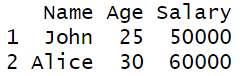 Name Age Salary
1 John 25 50000
2 Alice 30 60000